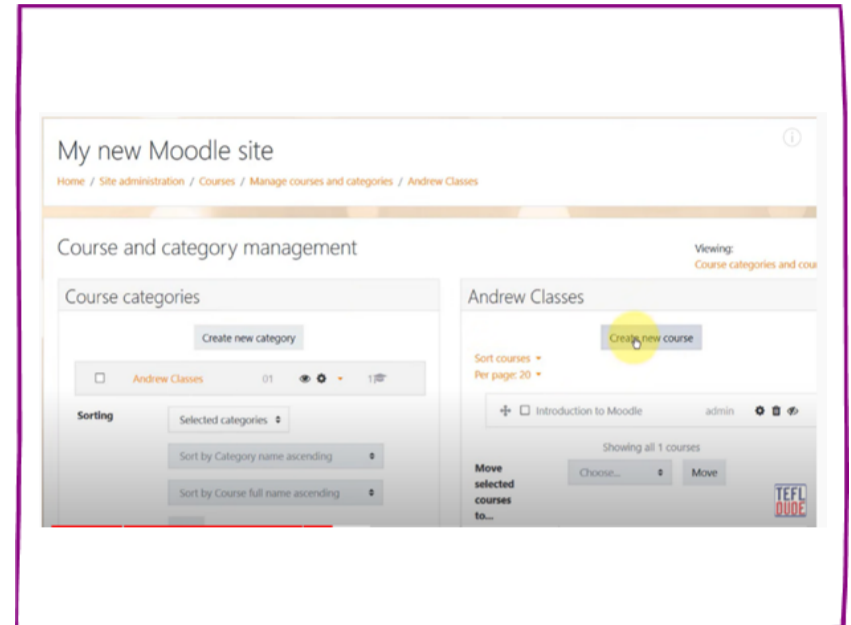 My new Moodle site
Home / Site administration / Courses / Manage courses and categories / Andrew Classes
Course and category management
Viewing:
Course categories and cou
Course categories
Create new category
Andrew Classes 01 1
Sorting
Selected categories
Sort by Category name ascending
Sort by Course full name ascending
Andrew Classes
Create new course
Sort courses
Per page: 20
Introduction to Moodle admin
Showing all 1 courses
Move selected courses to...
Choose... Move
TEFL
DUDE